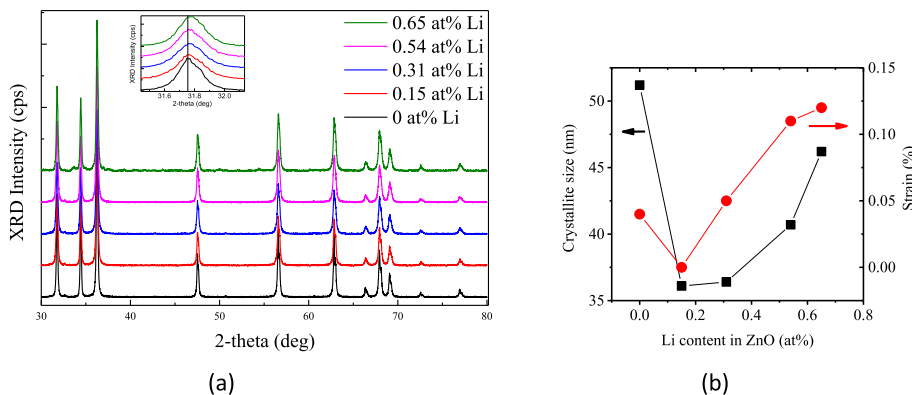 XRD Intensity (cps)
2-theta (deg)
30 40 50 60 70 80
0.65 at% Li
0.54 at% Li
0.31 at% Li
0.15 at% Li
0 at% Li
XRD Intensity (cps)
31.6 31.8 32.0
2-theta (deg)
(a)
Crystallite size (nm)
50
45
40
35
0.15
0.10
0.05
0.00
Strain (%)
0.0 0.2 0.4 0.6 0.8
Li content in ZnO (at%)
(b)